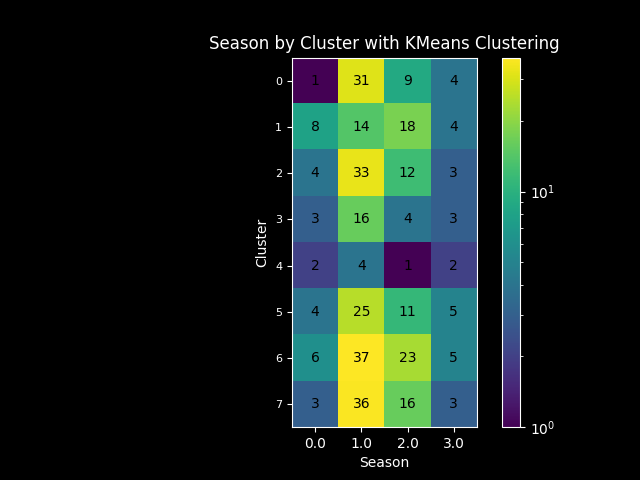 Season by Cluster with KMeans Clustering
0 1 31 9 4
1 8 14 18 4
2 4 33 12 3
3 3 16 4 3
4 2 4 1 2
5 4 25 11 5
6 6 37 23 5
7 3 36 16 3
0.0 1.0 2.0 3.0
Season
Cluster
10¹
10⁰